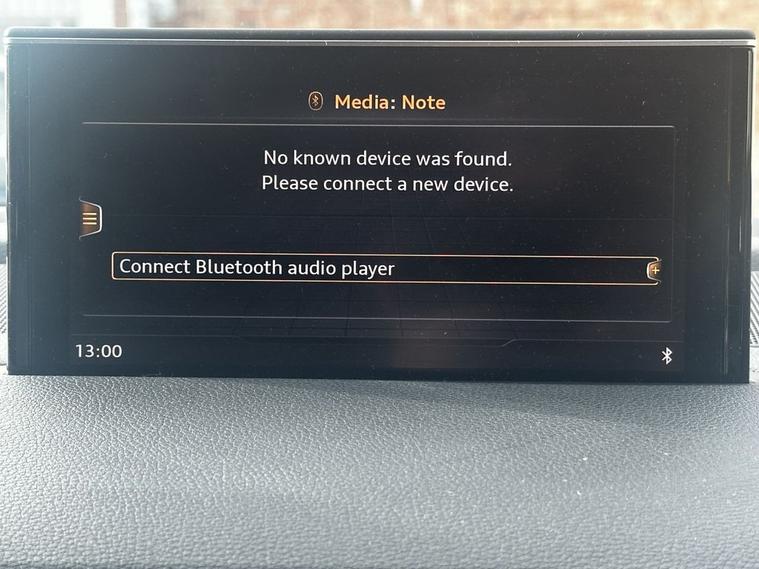 Media: Note
No known device was found.
Please connect a new device.
Connect Bluetooth audio player
13:00